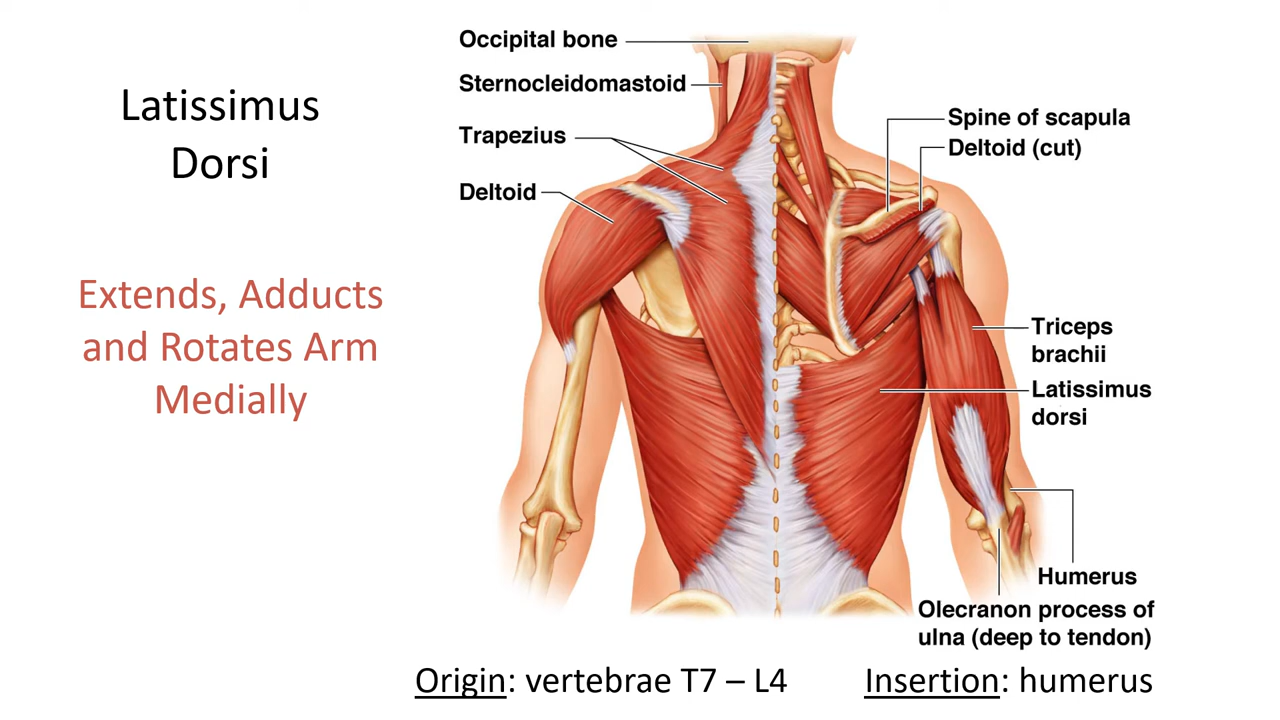 Latissimus
Dorsi
Extends, Adducts
and Rotates Arm
Medially
Occipital bone
Sternocleidomastoid
Trapezius
Deltoid
Spine of scapula
Deltoid (cut)
Triceps
brachii
Latissimus
dorsi
Humerus
Olecranon process of
ulna (deep to tendon)
Origin: vertebrae T7 – L4
Insertion: humerus